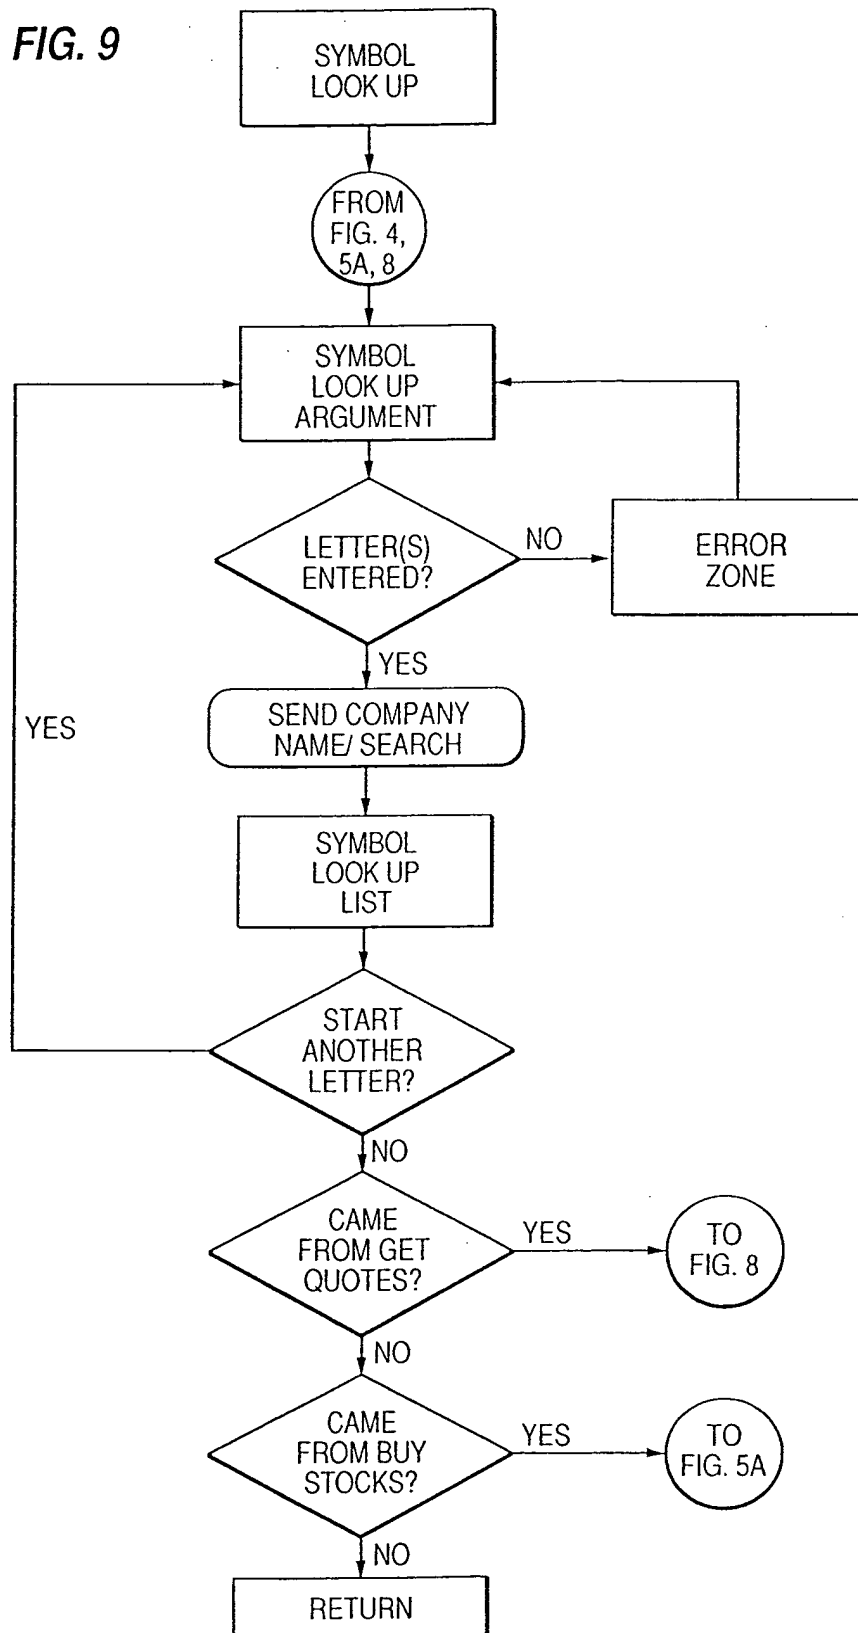 FIG. 9
SYMBOL
LOOK UP
FROM
FIG. 4,
5A, 8
SYMBOL
LOOK UP
ARGUMENT
LETTER(S)
ENTERED?
NO
ERROR
ZONE
YES
SEND COMPANY
NAME/ SEARCH
YES
SYMBOL
LOOK UP
LIST
START
ANOTHER
LETTER?
NO
CAME
FROM GET
QUOTES?
YES
TO
FIG. 8
NO
CAME
FROM BUY
STOCKS?
YES
TO
FIG. 5A
NO
RETURN